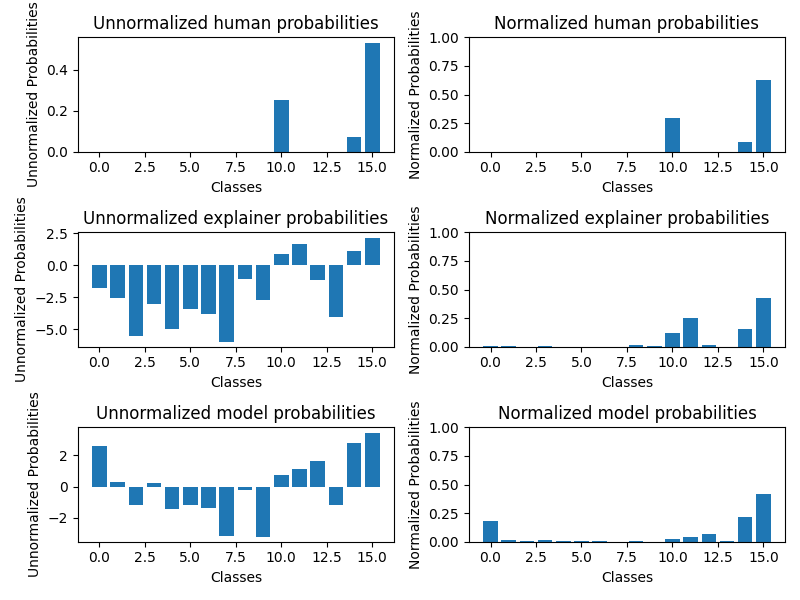 Unnormalized human probabilities
Unnormalized Probabilities
0.4
0.2
0.0
0.0 2.5 5.0 7.5 10.0 12.5 15.0
Classes
Normalized human probabilities
Normalized Probabilities
1.00
0.75
0.50
0.25
0.00
0.0 2.5 5.0 7.5 10.0 12.5 15.0
Classes
Unnormalized explainer probabilities
Unnormalized Probabilities
2.5
0.0
−2.5
−5.0
0.0 2.5 5.0 7.5 10.0 12.5 15.0
Classes
Normalized explainer probabilities
Normalized Probabilities
1.00
0.75
0.50
0.25
0.00
0.0 2.5 5.0 7.5 10.0 12.5 15.0
Classes
Unnormalized model probabilities
Unnormalized Probabilities
2
0
−2
0.0 2.5 5.0 7.5 10.0 12.5 15.0
Classes
Normalized model probabilities
Normalized Probabilities
1.00
0.75
0.50
0.25
0.00
0.0 2.5 5.0 7.5 10.0 12.5 15.0
Classes